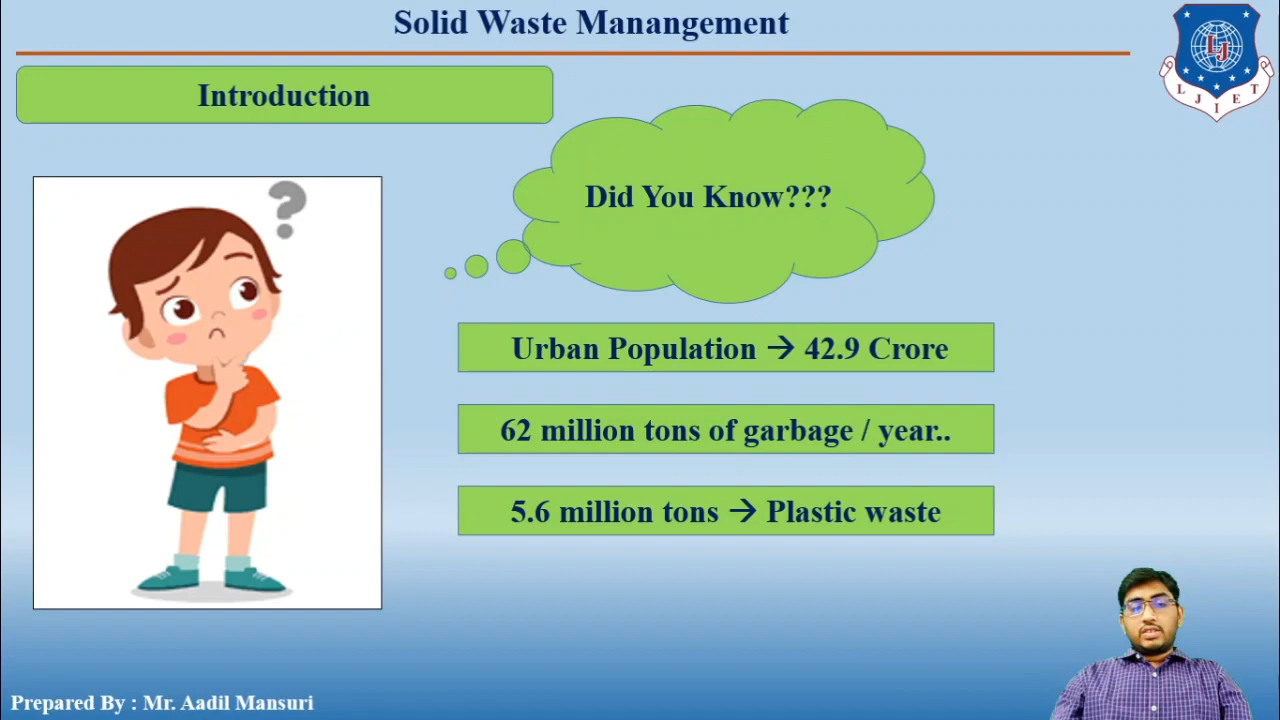 Solid Waste Manangement
LJ
L J I E T
Introduction
?
Did You Know???
Urban Population → 42.9 Crore
62 million tons of garbage / year..
5.6 million tons → Plastic waste
Prepared By : Mr. Aadil Mansuri